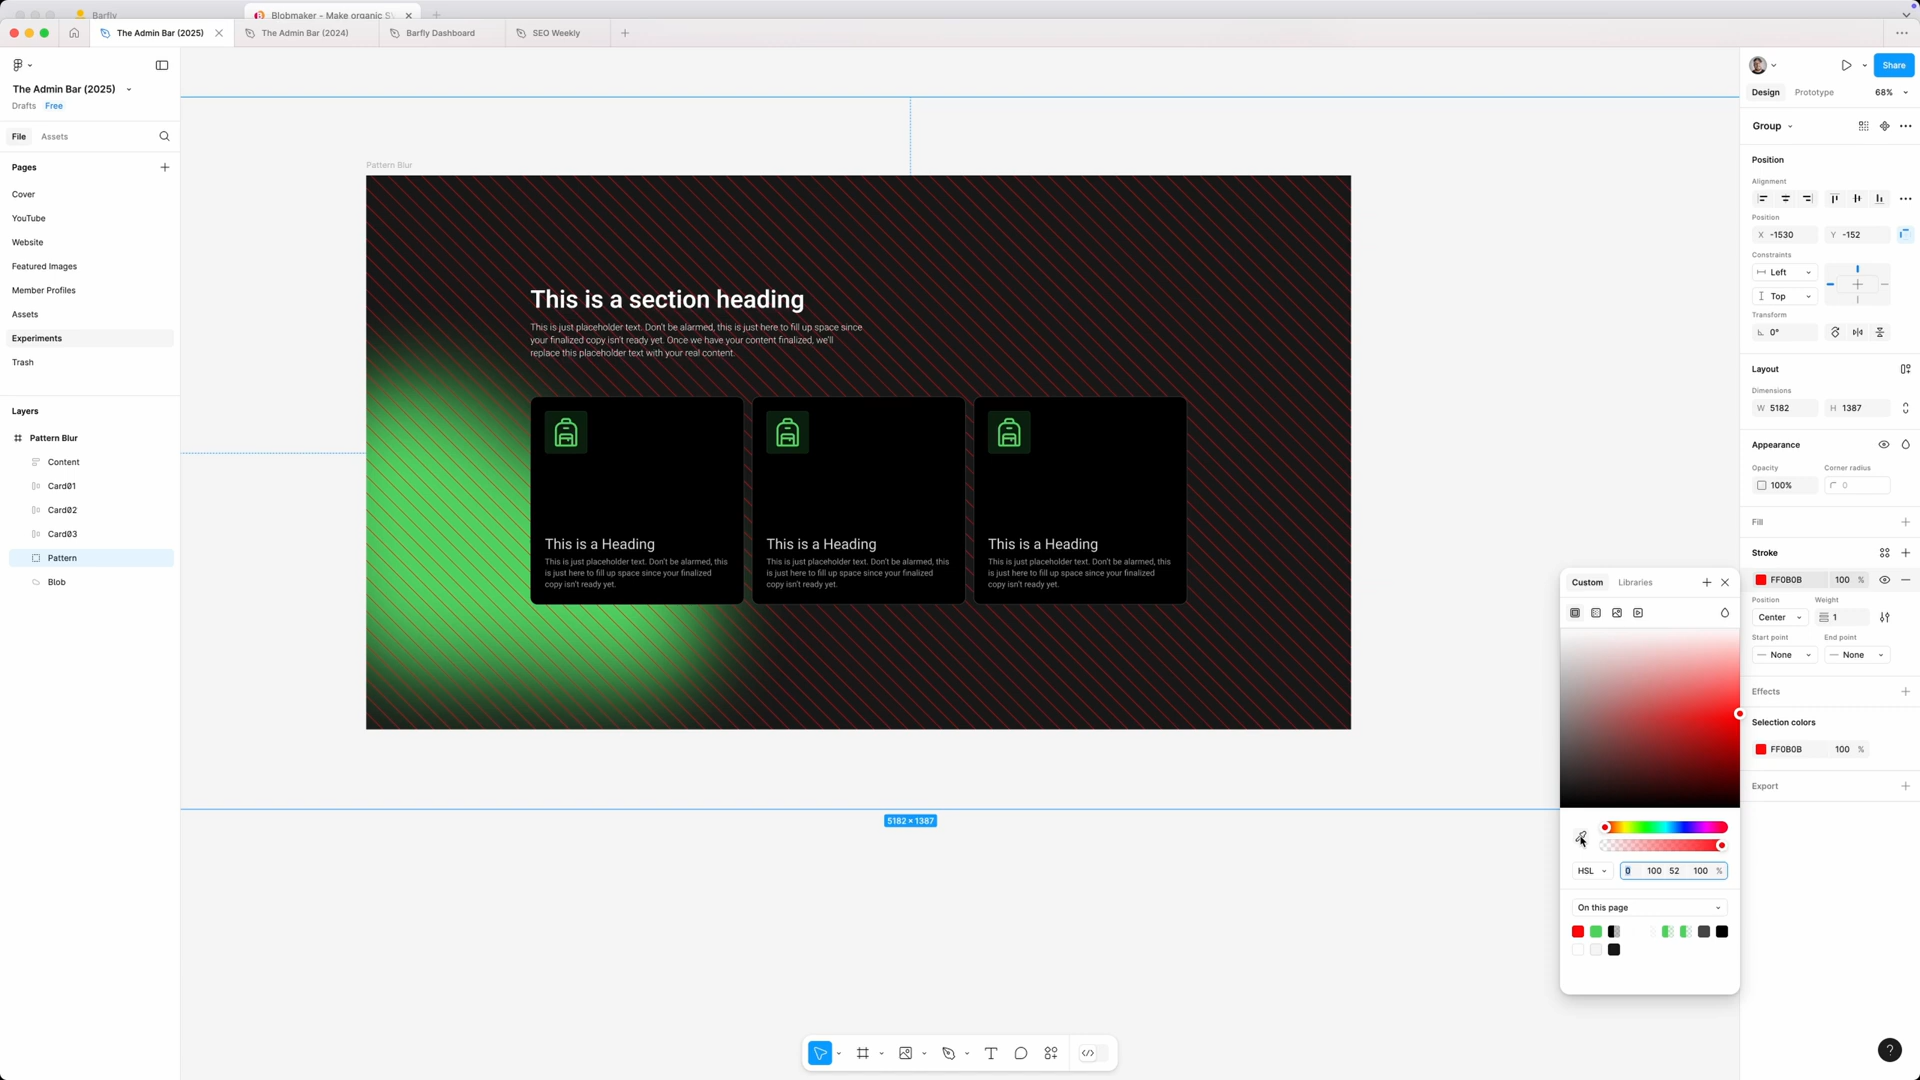 Barfly
Blobmaker - Make organic SV
The Admin Bar (2025)
The Admin Bar (2024)
Barfly Dashboard
SEO Weekly
The Admin Bar (2025)
Drafts
Free
File
Assets
Pages
Cover
YouTube
Website
Featured Images
Member Profiles
Assets
Experiments
Trash
Layers
Pattern Blur
Content
Card01
Card02
Card03
Pattern
Blob
Pattern Blur
This is a section heading
This is just placeholder text. Don't be alarmed, this is just here to fill up space since
your finalized copy isn't ready yet. Once we have your content finalized, we'll
replace this placeholder text with your real content.
This is a Heading
This is just placeholder text. Don't be alarmed, this
is just here to fill up space since your finalized
copy isn't ready yet.
This is a Heading
This is just placeholder text. Don't be alarmed, this
is just here to fill up space since your finalized
copy isn't ready yet.
This is a Heading
This is just placeholder text. Don't be alarmed, this
is just here to fill up space since your finalized
copy isn't ready yet.
5182 × 1387
Custom
Libraries
HSL
0 100 52 100 %
On this page
Share
Design
Prototype
68%
Group
Position
Alignment
Position
X -1530
Y -152
Constraints
Left
Top
Transform
0°
Layout
Dimensions
W 5182
H 1387
Appearance
Opacity
Corner radius
100%
0
Fill
Stroke
FF0B0B 100 %
Position
Weight
Center
1
Start point
End point
None
None
Effects
Selection colors
FF0B0B 100 %
Export
?